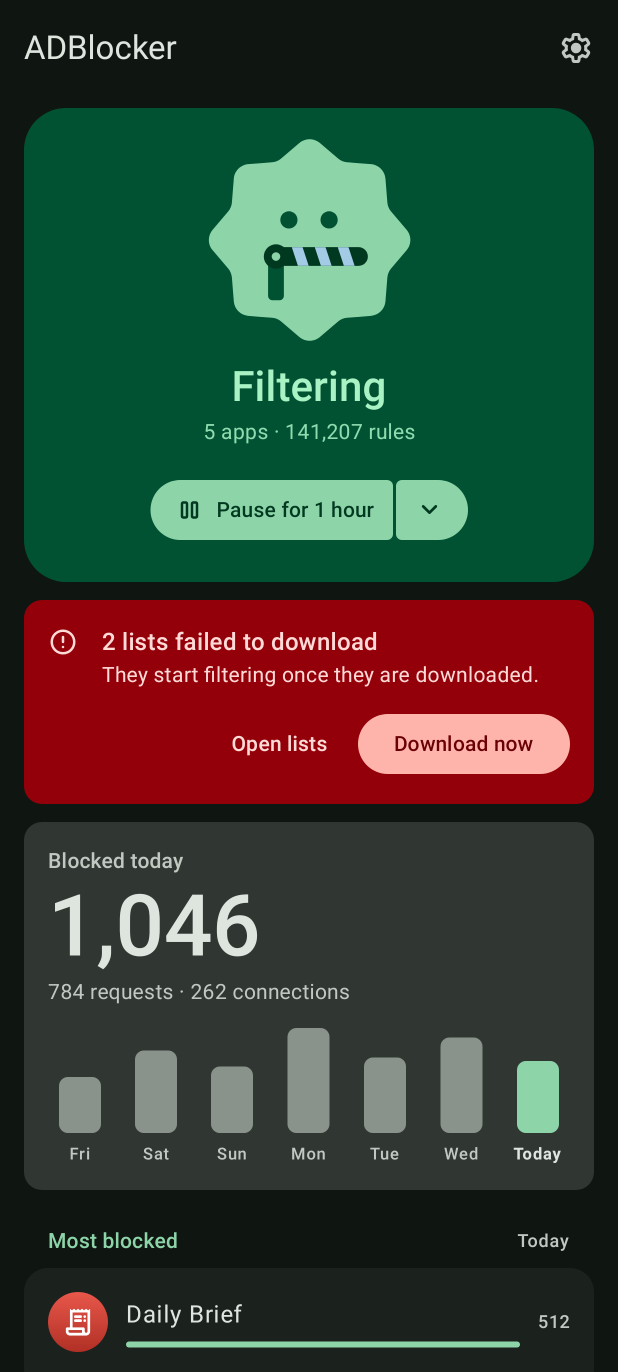 ADBlocker
Filtering
5 apps · 141,207 rules
Pause for 1 hour
2 lists failed to download
They start filtering once they are downloaded.
Open lists
Download now
Blocked today
1,046
784 requests · 262 connections
Fri Sat Sun Mon Tue Wed Today
Most blocked
Today
Daily Brief
512